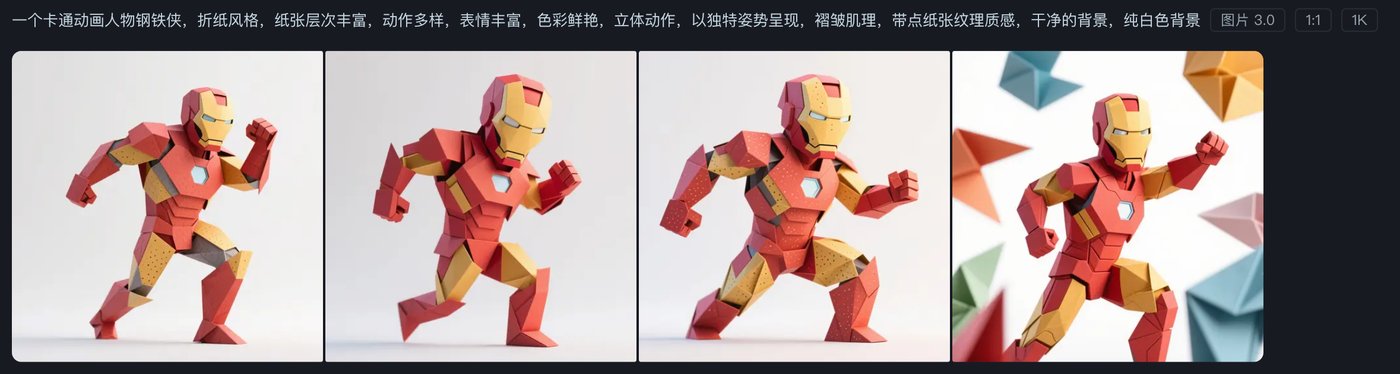 一个卡通动画人物钢铁侠，折纸风格，纸张层次丰富，动作多样，表情丰富，色彩鲜艳，立体动作，以独特姿势呈现，褶皱肌理，带点纸张纹理质感，干净的背景，纯白色背景 图片 3.0 1:1 1K